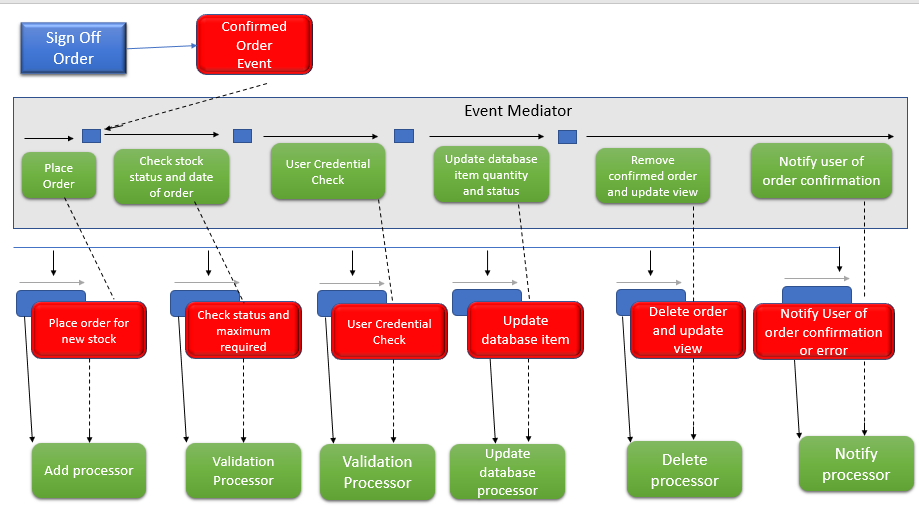 Sign Off
Order
Confirmed
Order
Event
Event Mediator
Place
Order
Check stock
status and date
of order
User Credential
Check
Update database
item quantity
and status
Remove
confirmed order
and update view
Notify user of
order confirmation
Place order for
new stock
Check status and
maximum
required
User Credential
Check
Update
database item
Delete order
and update
view
Notify User of
order confirmation
or error
Add processor
Validation
Processor
Validation
Processor
Update
database
processor
Delete
processor
Notify
processor